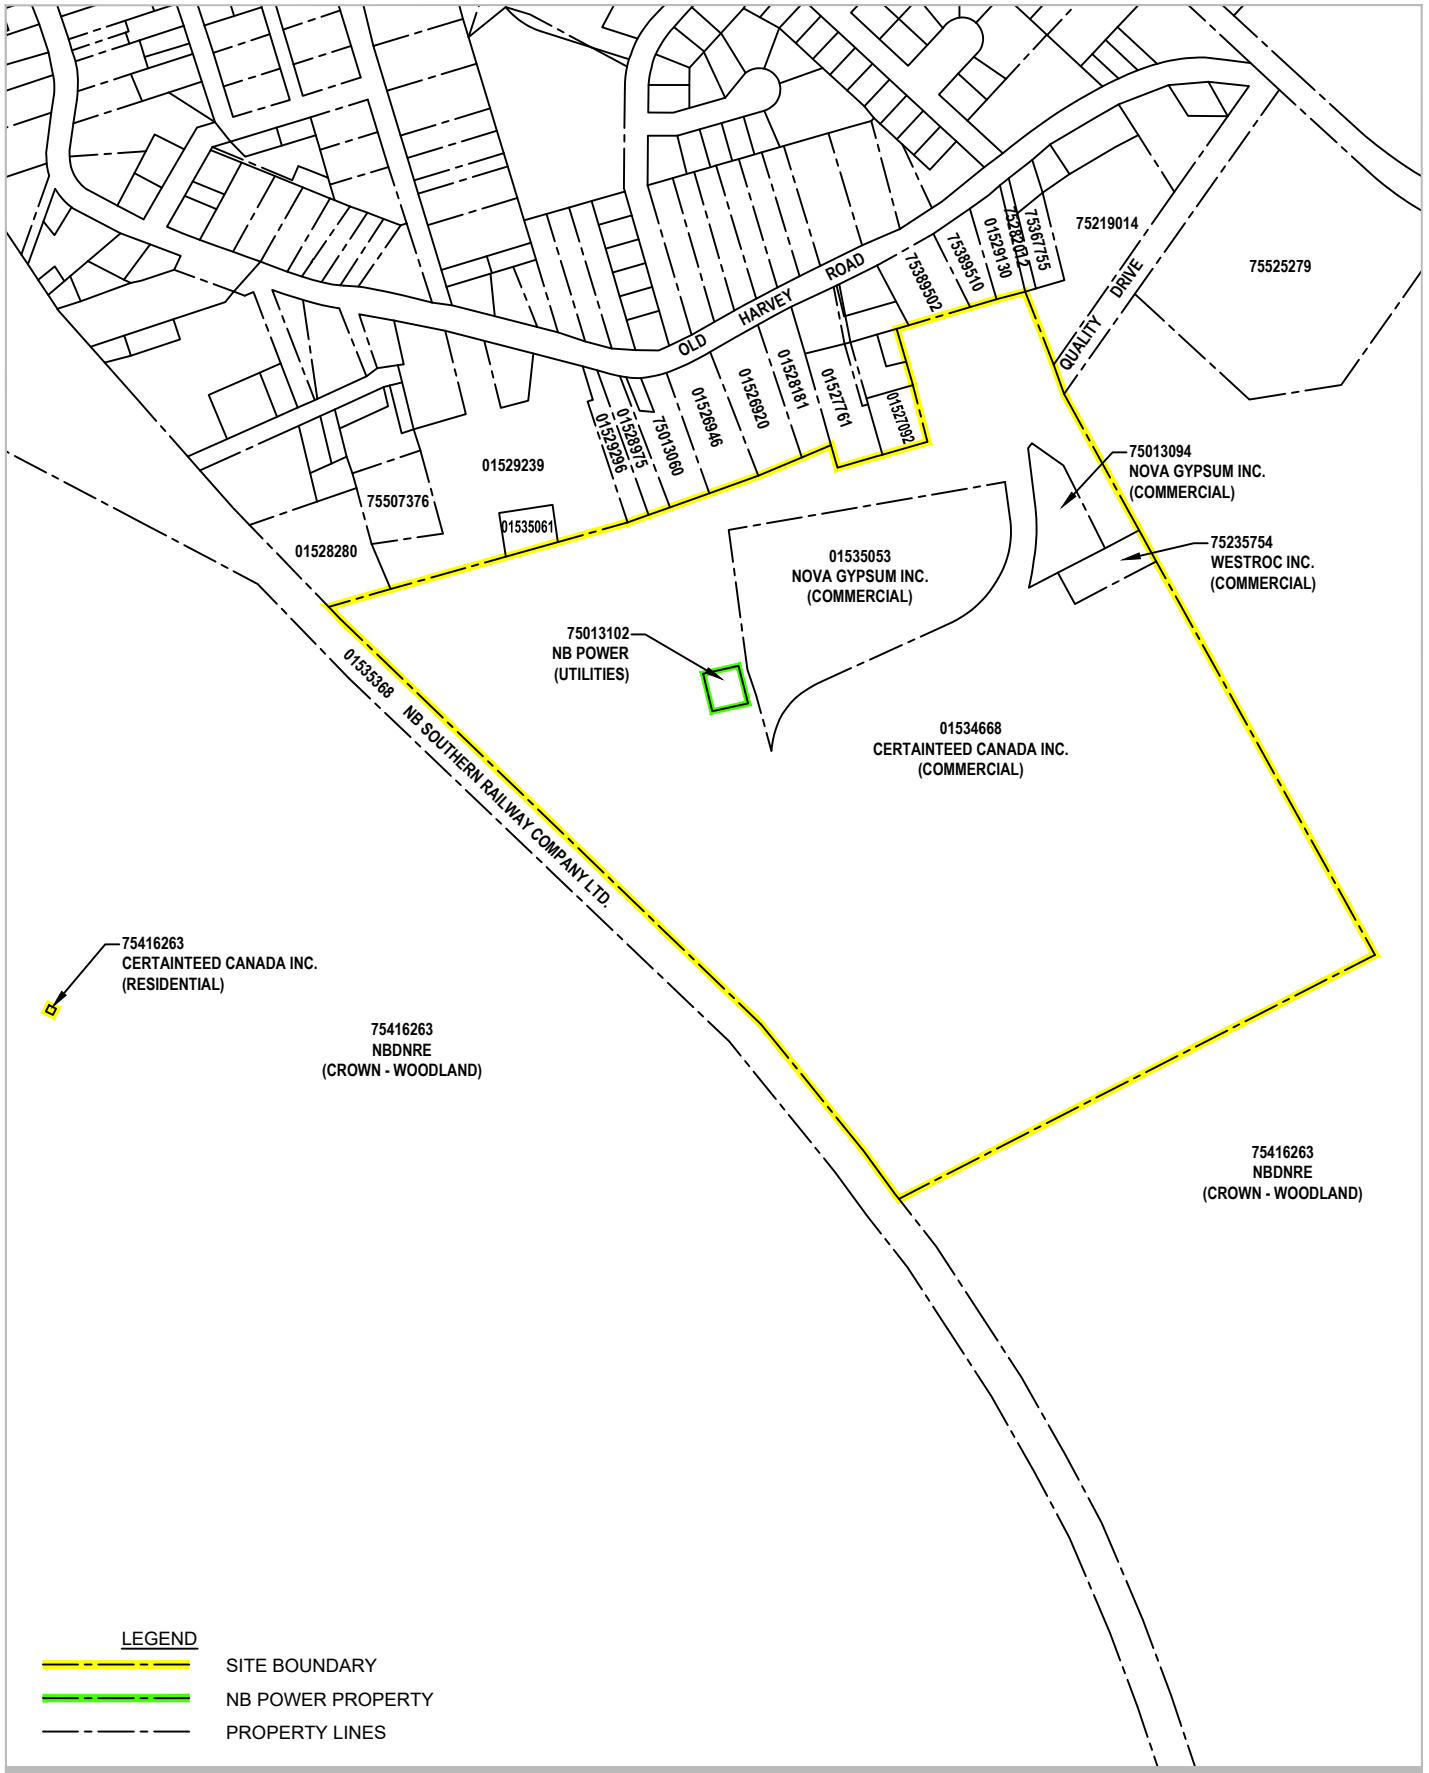 75219014
75525279
75367755
75282012
01529130
75389510
75389502
QUALITY DRIVE
OLD HARVEY ROAD
01527092
01527761
01528181
01526920
01526946
75013060
01528975
01529296
01529239
75507376
01535061
01528280
75013094
NOVA GYPSUM INC.
(COMMERCIAL)
75235754
WESTROC INC.
(COMMERCIAL)
01535053
NOVA GYPSUM INC.
(COMMERCIAL)
75013102
NB POWER
(UTILITIES)
01534668
CERTAINTEED CANADA INC.
(COMMERCIAL)
01535368 NB SOUTHERN RAILWAY COMPANY LTD.
75416263
CERTAINTEED CANADA INC.
(RESIDENTIAL)
75416263
NBDNRE
(CROWN - WOODLAND)
75416263
NBDNRE
(CROWN - WOODLAND)
LEGEND
SITE BOUNDARY
NB POWER PROPERTY
PROPERTY LINES